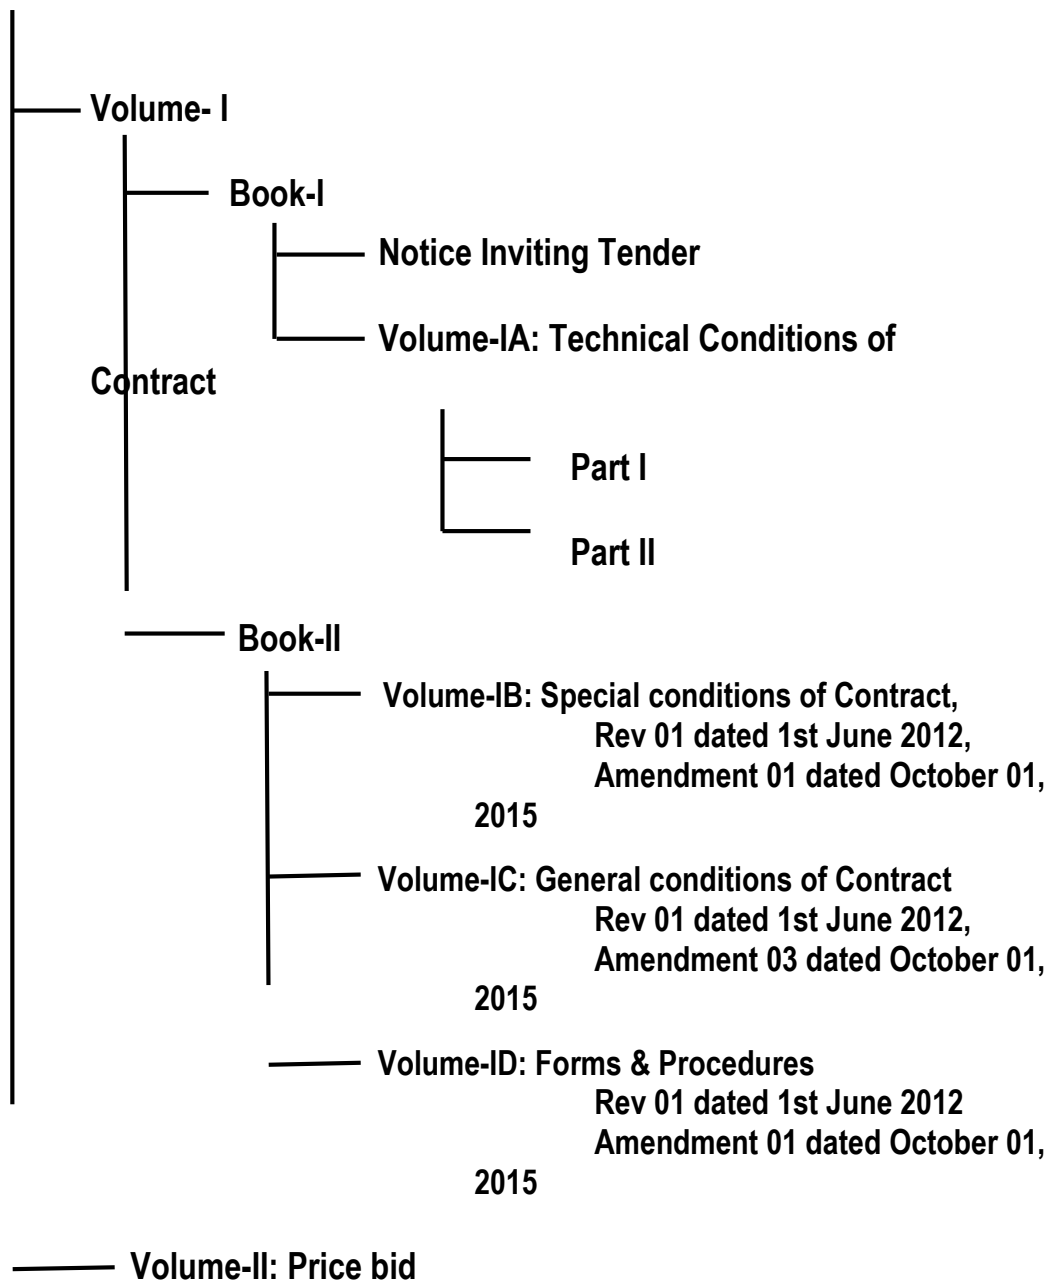 Volume- I
Book-I
Notice Inviting Tender
Volume-IA: Technical Conditions of
Contract
Part I
Part II
Book-II
Volume-IB: Special conditions of Contract,
Rev 01 dated 1st June 2012,
Amendment 01 dated October 01,
2015
Volume-IC: General conditions of Contract
Rev 01 dated 1st June 2012,
Amendment 03 dated October 01,
2015
Volume-ID: Forms & Procedures
Rev 01 dated 1st June 2012
Amendment 01 dated October 01,
2015
Volume-II: Price bid